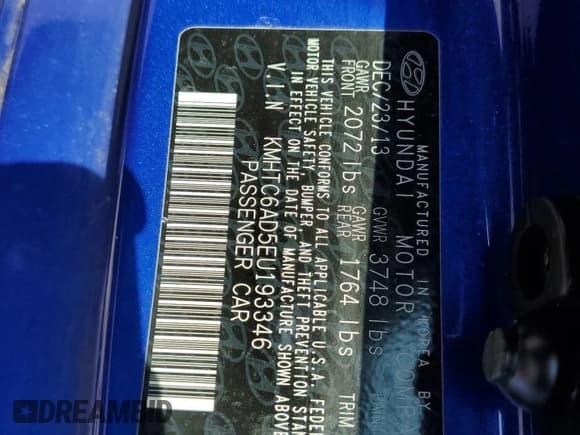 MANUFACTURED IN KOREA BY
HYUNDAI MOTOR COMP
DEC/23/13 GVWR 3748 lbs
GAWR FRONT 2072 lbs GAWR REAR 1764 lbs TRIM
THIS VEHICLE CONFORMS TO ALL APPLICABLE U.S.A. FEDER
MOTOR VEHICLE SAFETY, BUMPER, AND THEFT PREVENTION STAN
IN EFFECT ON THE DATE OF MANUFACTURE SHOWN ABOVE
V.I.N KMHTC6AD5EU193346
PASSENGER CAR
DREAMBID